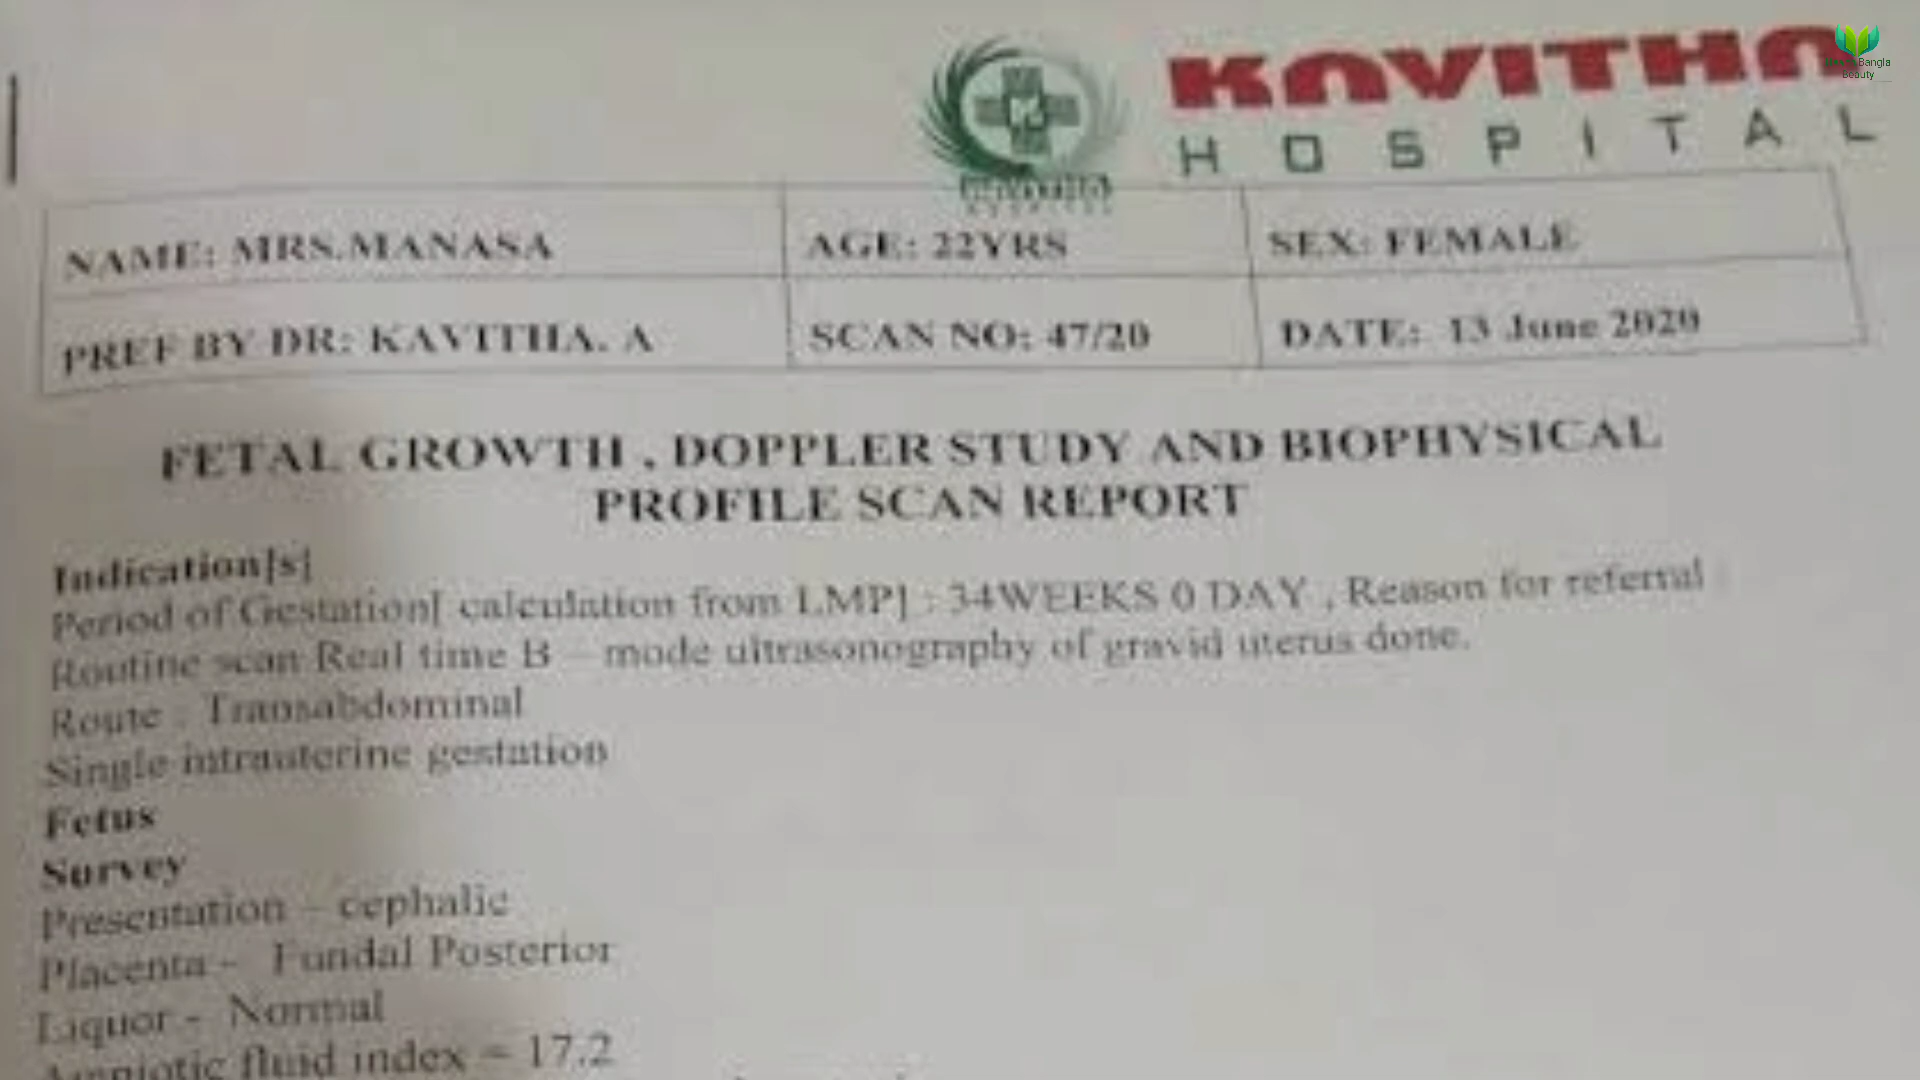 KAVITHA
HOSPITAL
Bangla
Beauty
NAME: MRS.MANASA AGE: 22YRS SEX: FEMALE
PREF BY DR: KAVITHA. A SCAN NO: 47/20 DATE: 13 June 2020
FETAL GROWTH , DOPPLER STUDY AND BIOPHYSICAL
PROFILE SCAN REPORT
Indication[s]
Period of Gestation[ calculation from LMP] : 34WEEKS 0 DAY , Reason for referral :
Routine scan Real time B – mode ultrasonography of gravid uterus done.
Route : Transabdominal
Single intrauterine gestation
Fetus
Survey
Presentation – cephalic
Placenta - Fundal Posterior
Liquor - Normal
Amniotic fluid index = 17.2